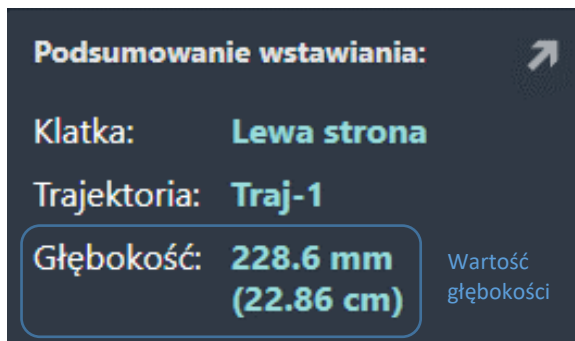 Podsumowanie wstawiania:
Klatka: Lewa strona
Trajektoria: Traj-1
Głębokość: 228.6 mm
(22.86 cm)
Wartość
głębokości